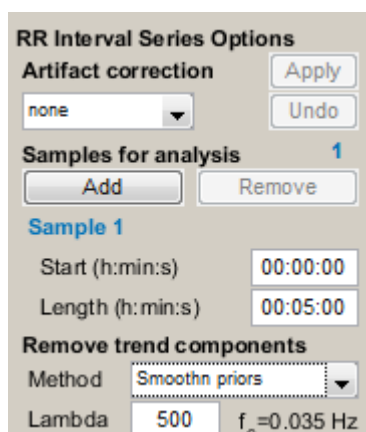 RR Interval Series Options
Artifact correction Apply
none Undo
Samples for analysis 1
Add Remove
Sample 1
Start (h:min:s) 00:00:00
Length (h:min:s) 00:05:00
Remove trend components
Method Smoothn priors
Lambda 500 fc=0.035 Hz